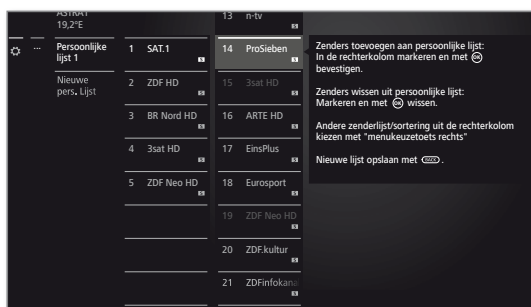 ASTRA1
19,2°E
Persoonlijke
lijst 1
Nieuwe
pers. Lijst
1 SAT.1
2 ZDF HD
3 BR Nord HD
4 3sat HD
5 ZDF Neo HD
13 n-tv
14 ProSieben
15 3sat HD
16 ARTE HD
17 EinsPlus
18 Eurosport
19 ZDF Neo HD
20 ZDF.kultur
21 ZDFinfokana
Zenders toevoegen aan persoonlijke lijst:
In de rechterkolom markeren en met OK
bevestigen.
Zenders wissen uit persoonlijke lijst:
Markeren en met OK wissen.
Andere zenderlijst/sortering uit de rechterkolom
kiezen met "menukeuzetoets rechts"
Nieuwe lijst opslaan met BACK .